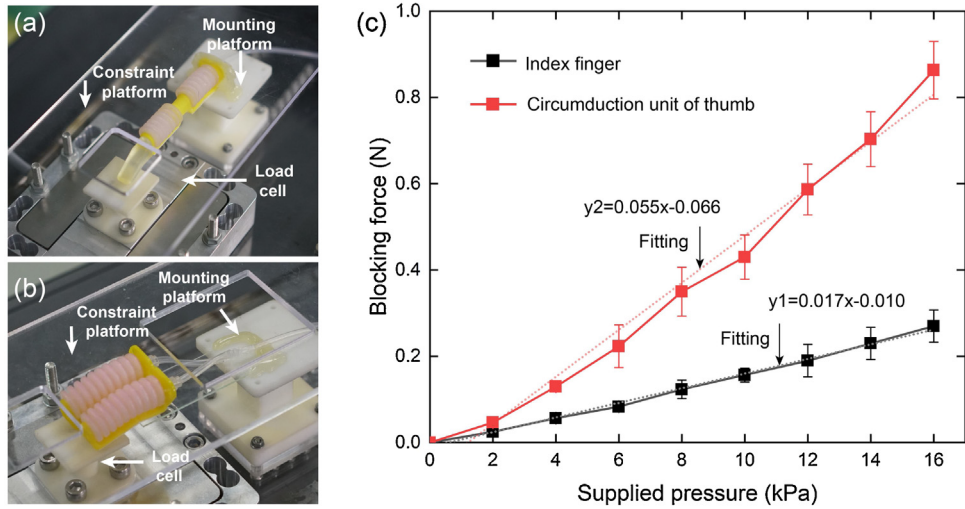 (a)
Mounting
platform
Constraint
platform
Load
cell
(b)
Mounting
platform
Constraint
platform
Load
cell
(c)
1.0
0.8
0.6
0.4
0.2
0.0
Blocking force (N)
Index finger
Circumduction unit of thumb
y2=0.055x-0.066
Fitting
y1=0.017x-0.010
Fitting
0 2 4 6 8 10 12 14 16
Supplied pressure (kPa)